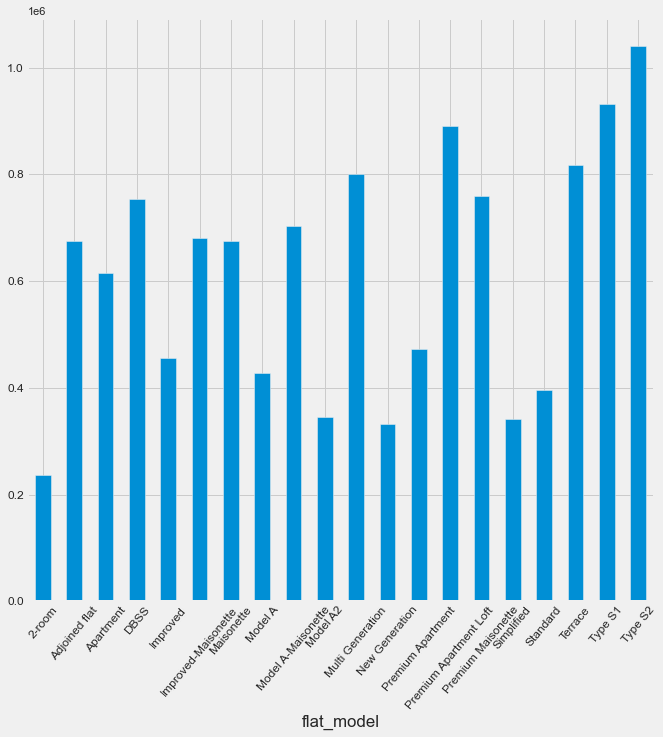 1e6
1.0
0.8
0.6
0.4
0.2
0.0
2-room
Adjoined flat
Apartment
DBSS
Improved
Improved-Maisonette
Maisonette
Model A
Model A-Maisonette
Model A2
Multi Generation
New Generation
Premium Apartment
Premium Apartment Loft
Premium Maisonette
Simplified
Standard
Terrace
Type S1
Type S2
flat_model